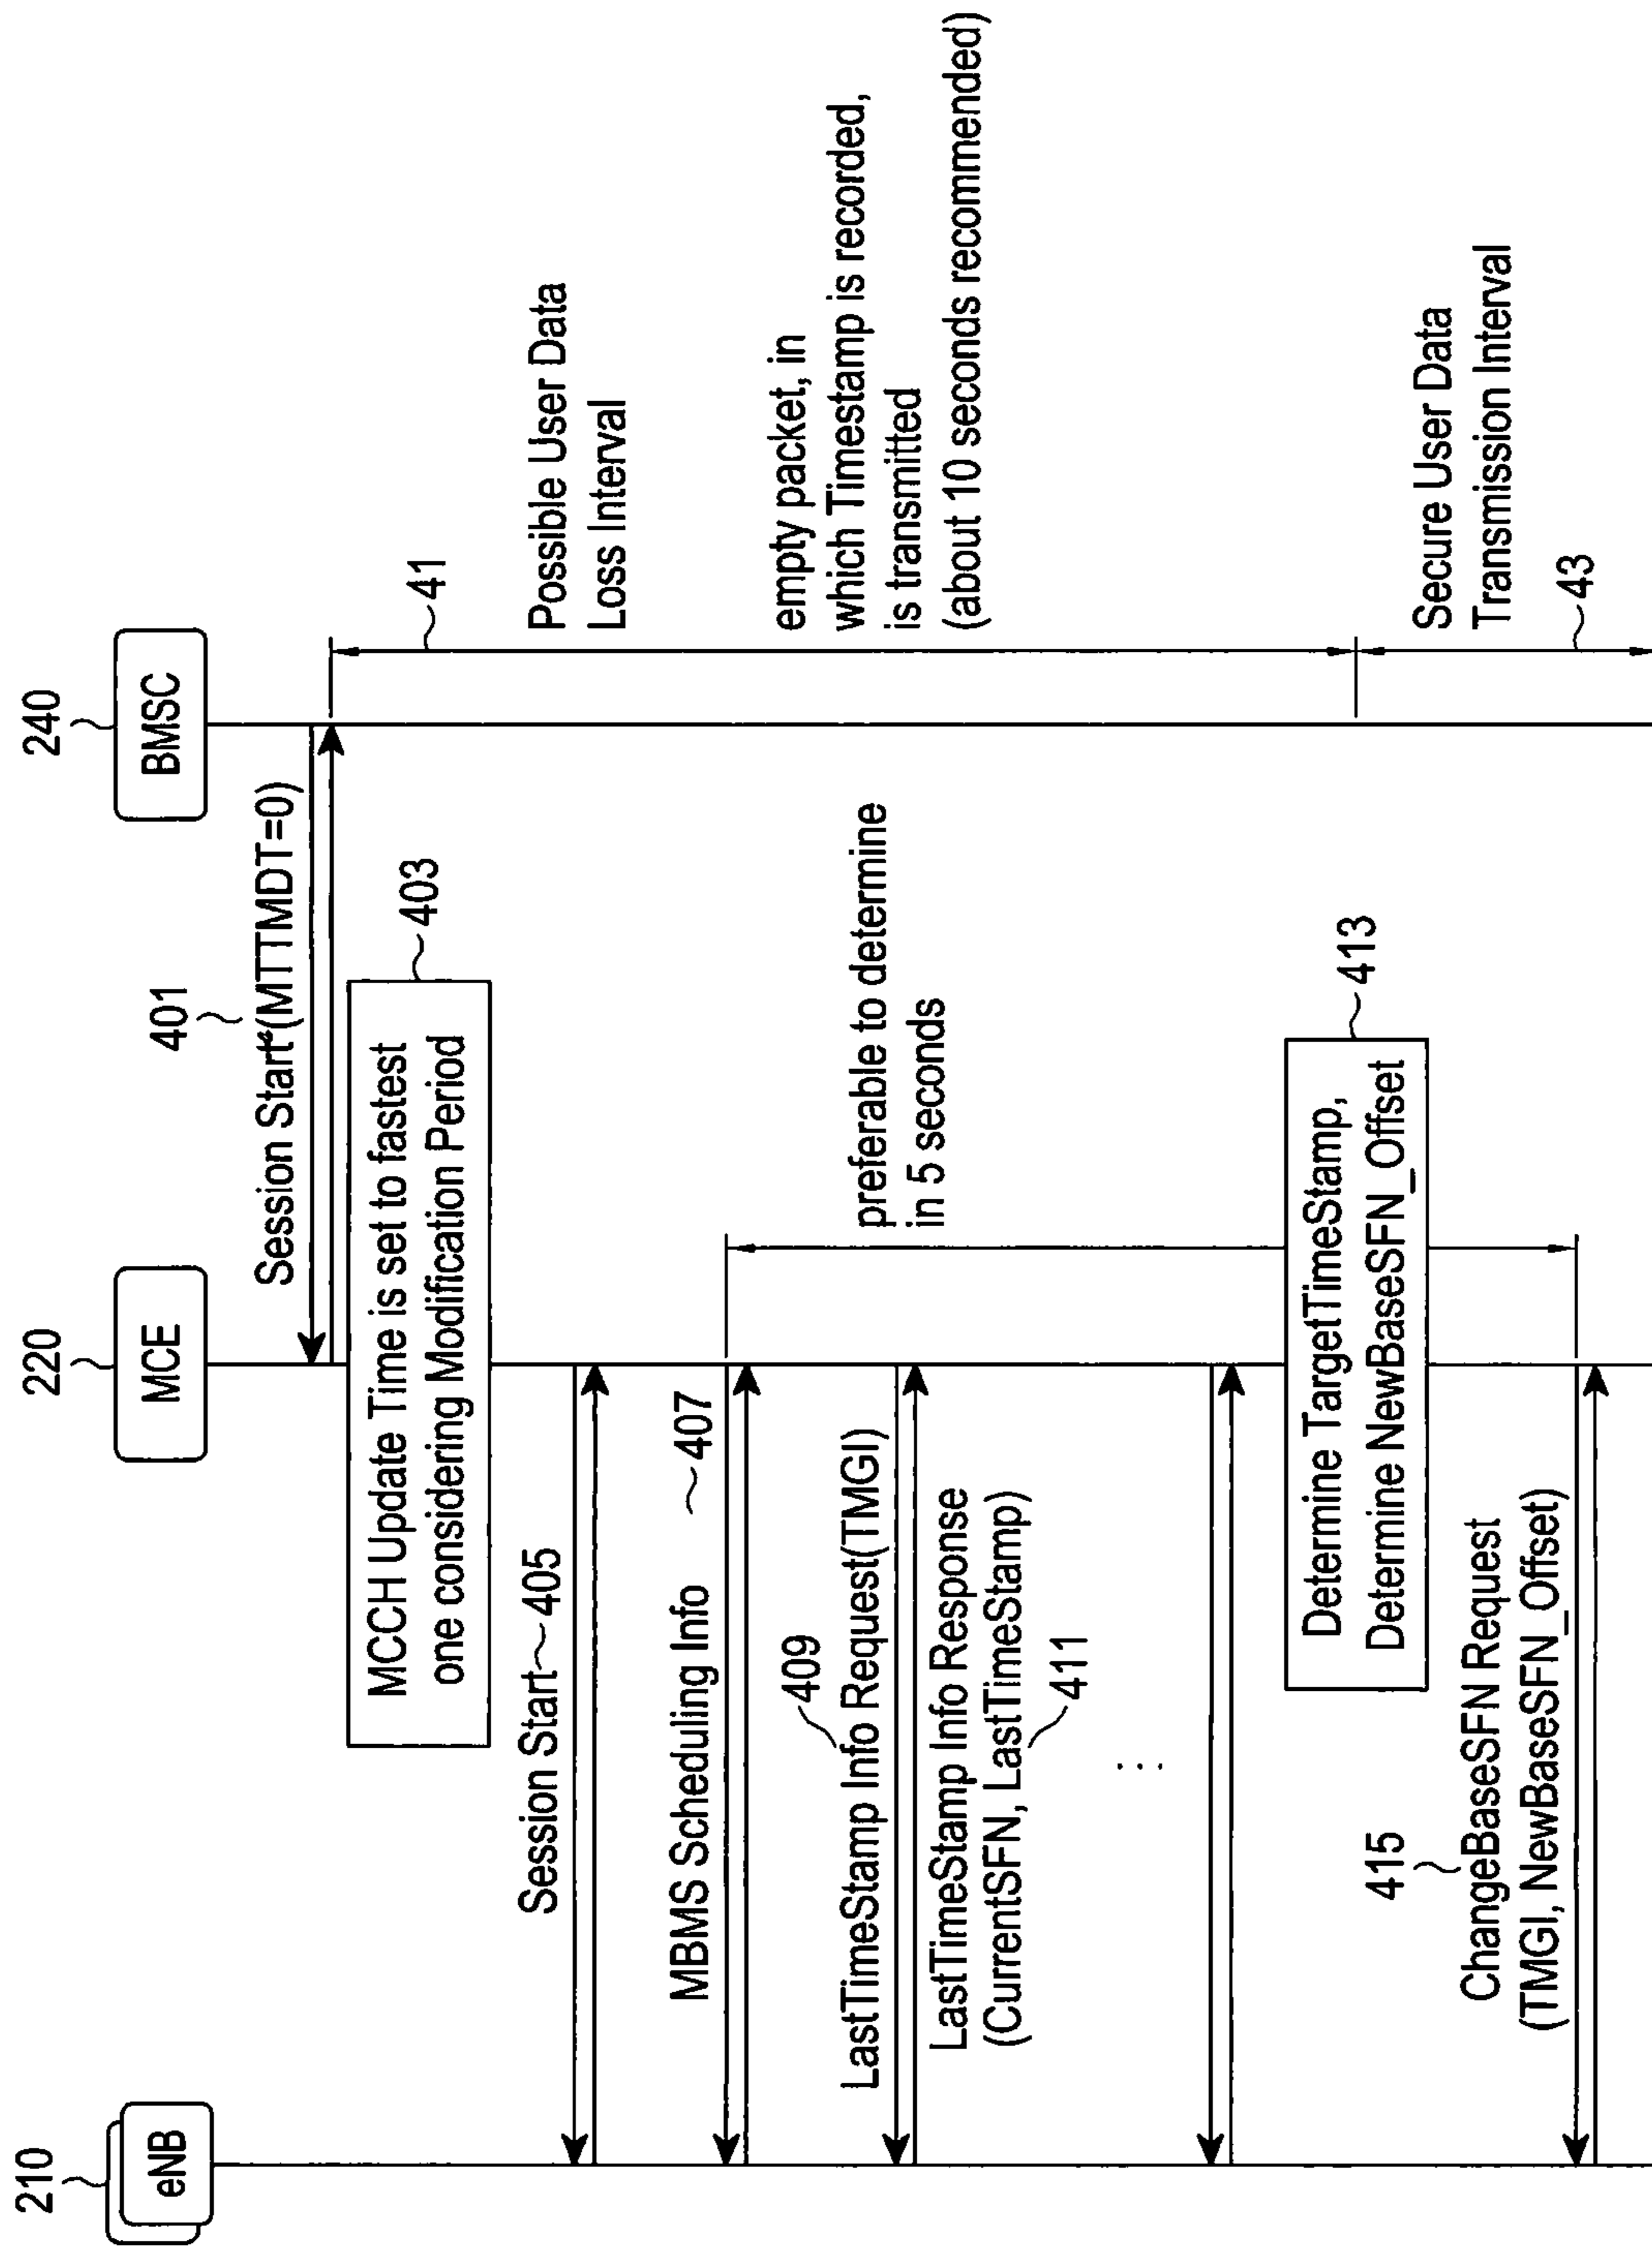 210
eNB
220
MCE
240
BMSC
401
Session Start (MTTMDT=0)
MCCH Update Time is set to fastest
one considering Modification Period
403
41
Possible User Data
Loss Interval
Session Start
405
MBMS Scheduling Info
407
empty packet, in
which Timestamp is recorded,
is transmitted
(about 10 seconds recommended)
preferable to determine
in 5 seconds
409
LastTimeStamp Info Request(TMGI)
LastTimeStamp Info Response
(CurrentSFN, LastTimeStamp)
411
...
Determine TargetTimeStamp,
Determine NewBaseSFN_Offset
413
Secure User Data
Transmission Interval
43
415
ChangeBaseSFN Request
(TMGI, NewBaseSFN_Offset)